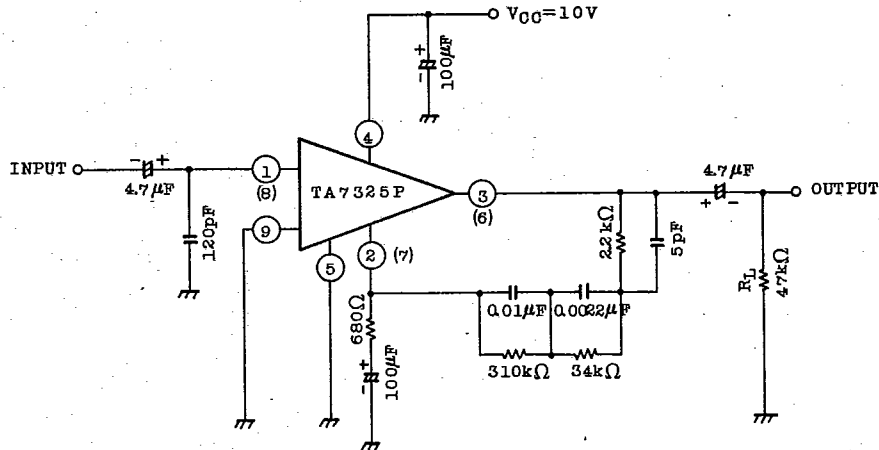 VCC=10V
+
-
100µF
4
INPUT
- +
4.7µF
1
(8)
TA7325P
3
(6)
4.7µF
+ -
OUTPUT
120pF
9
5
2
(7)
22kΩ
5pF
RL
47kΩ
680Ω
0.01µF
0.0022µF
310kΩ
34kΩ
+
-
100µF